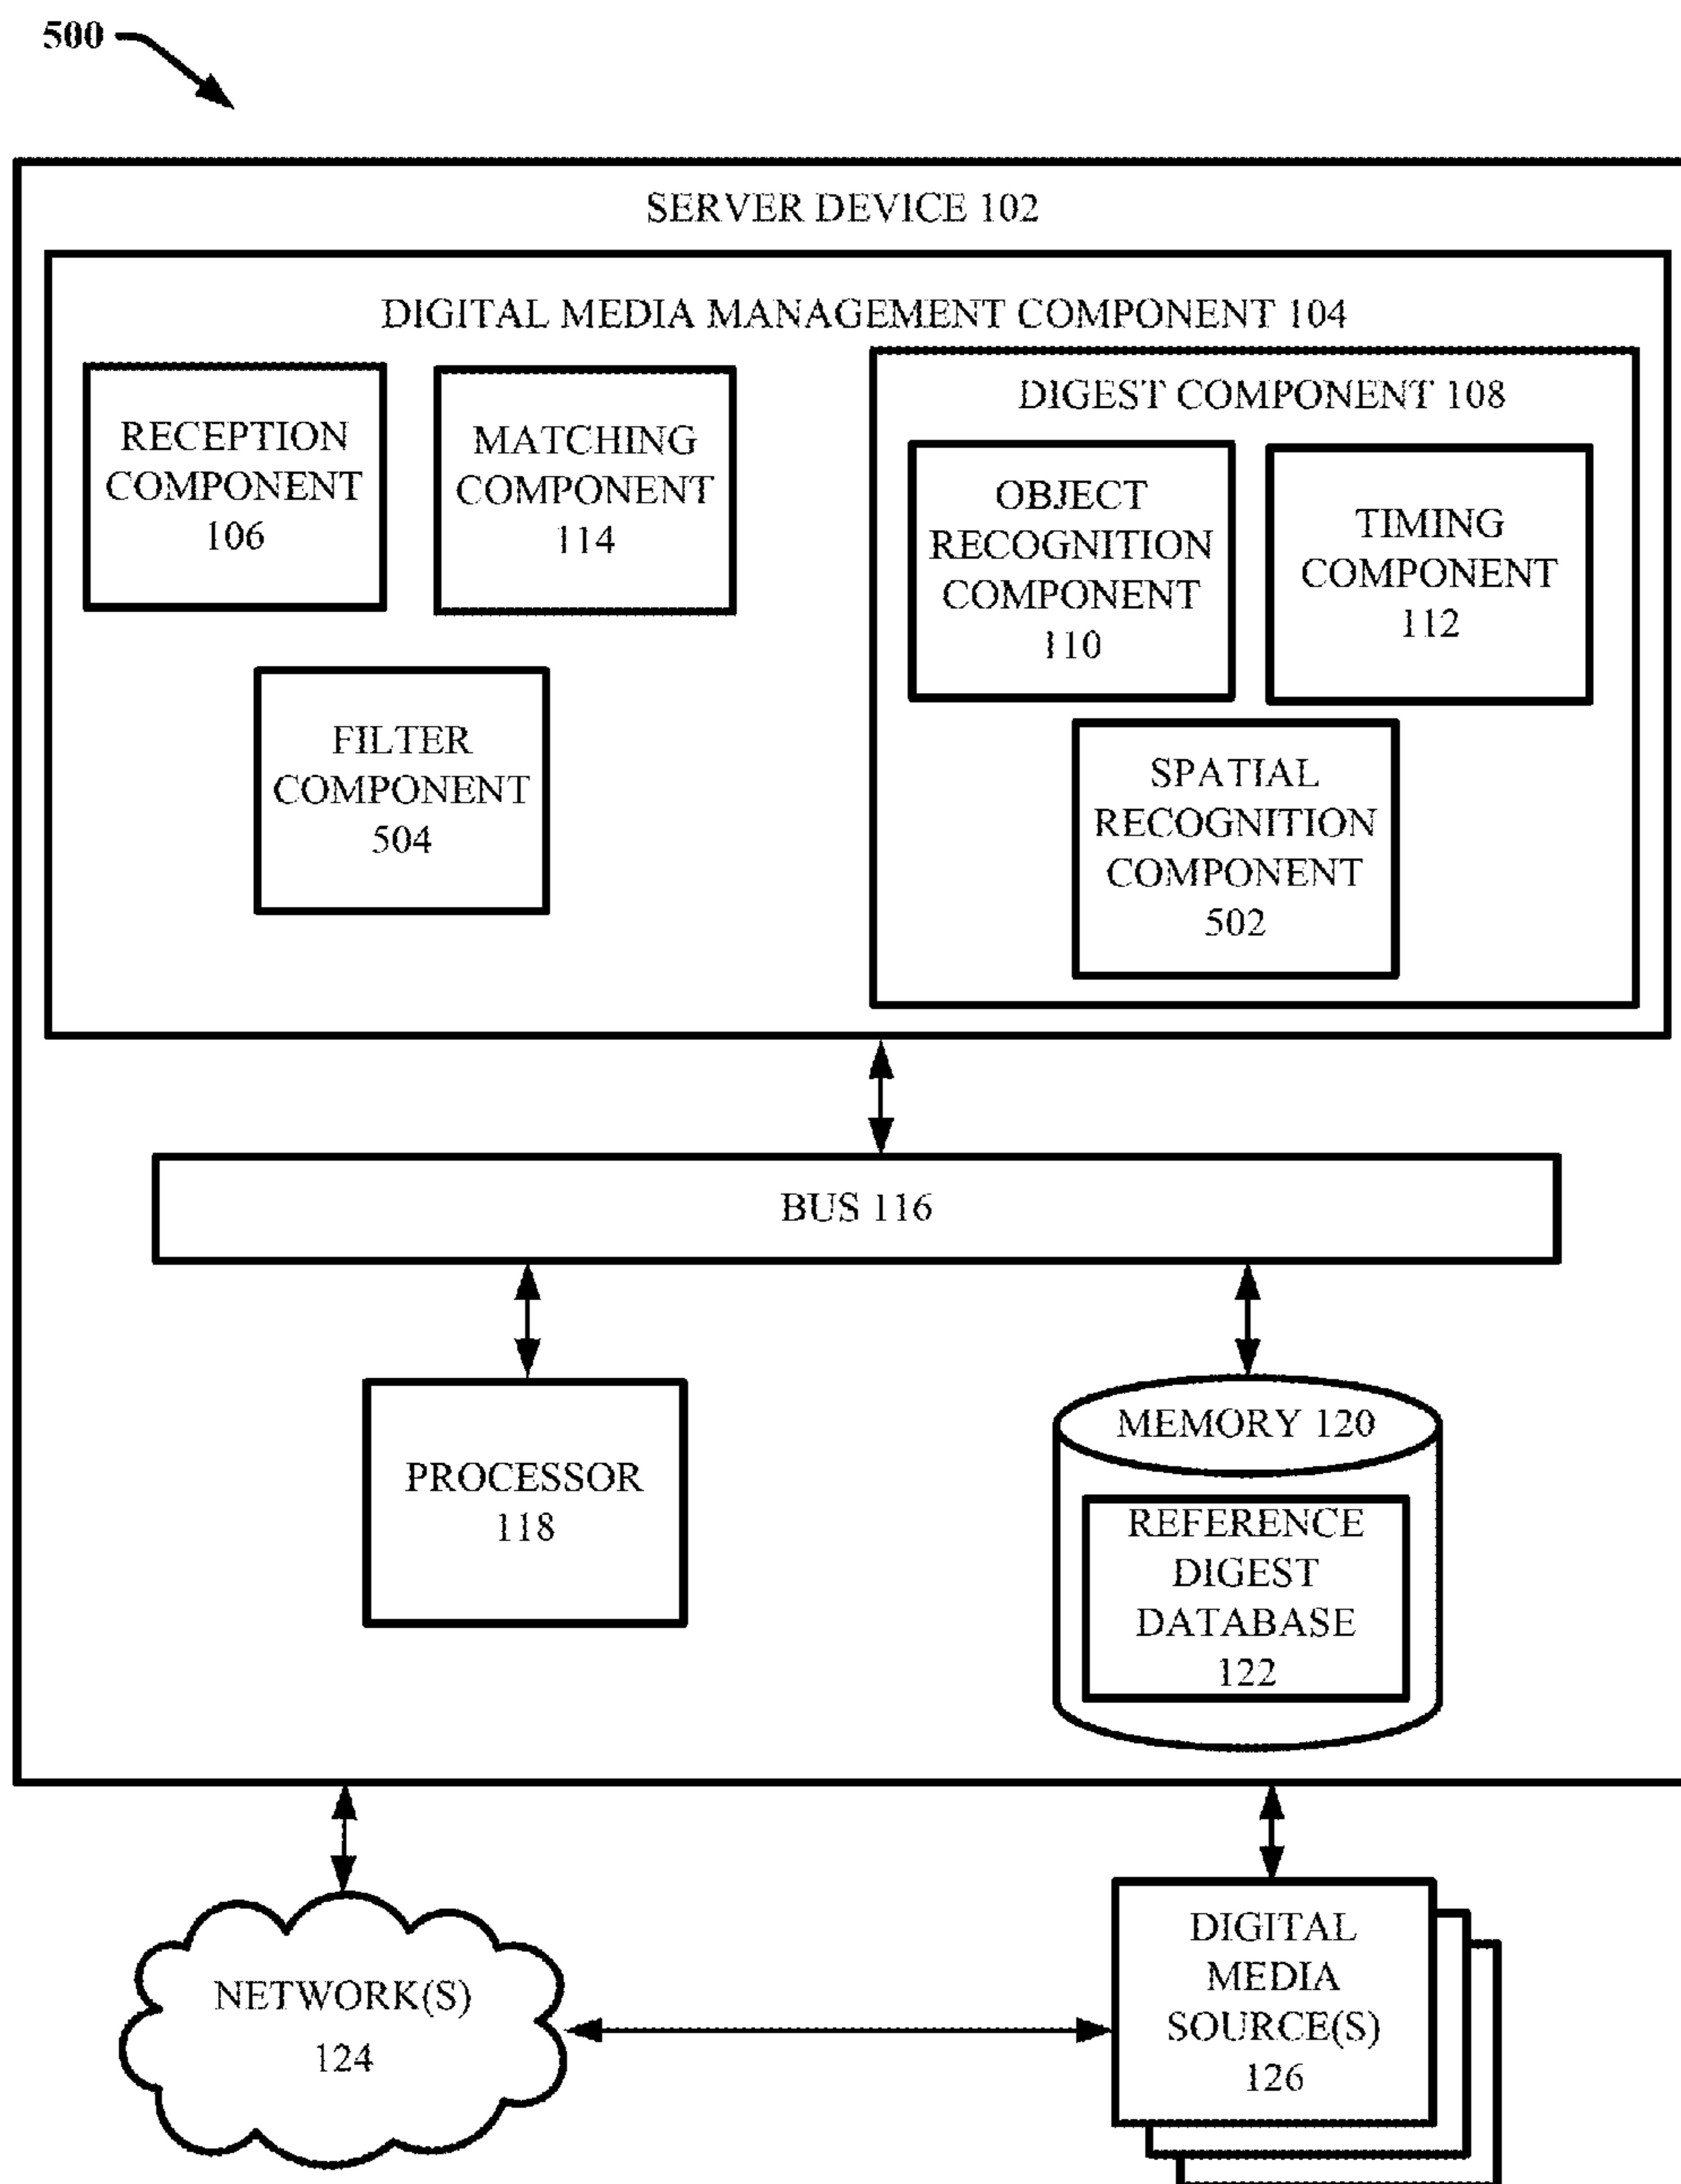 500
SERVER DEVICE 102
DIGITAL MEDIA MANAGEMENT COMPONENT 104
RECEPTION
COMPONENT
106
MATCHING
COMPONENT
114
FILTER
COMPONENT
504
DIGEST COMPONENT 108
OBJECT
RECOGNITION
COMPONENT
110
TIMING
COMPONENT
112
SPATIAL
RECOGNITION
COMPONENT
502
BUS 116
PROCESSOR
118
MEMORY 120
REFERENCE
DIGEST
DATABASE
122
NETWORK(S)
124
DIGITAL
MEDIA
SOURCE(S)
126